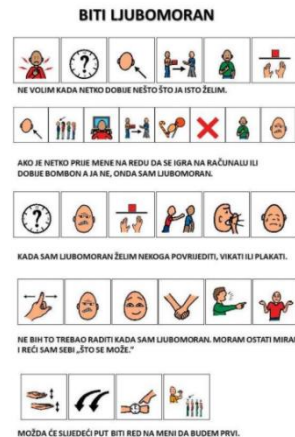 BITI LJUBOMORAN
NE VOLIM KADA NETKO DOBIJE NEŠTO ŠTO JA ISTO ŽELIM.
AKO JE NETKO PRIJE MENE NA REDU DA SE IGRA NA RAČUNALU ILI
DOBIJE BOMBON A JA NE, ONDA SAM LJUBOMORAN.
KADA SAM LJUBOMORAN ŽELIM NEKOGA POVRIJEDITI, VIKATI ILI PLAKATI.
NE BIH TO TREBAO RADITI KADA SAM LJUBOMORAN. MORAM OSTATI MIRAN
I REĆI SAM SEBI „ŠTO SE MOŽE."
MOŽDA ĆE SLIJEDEĆI PUT BITI RED NA MENI DA BUDEM PRVI.